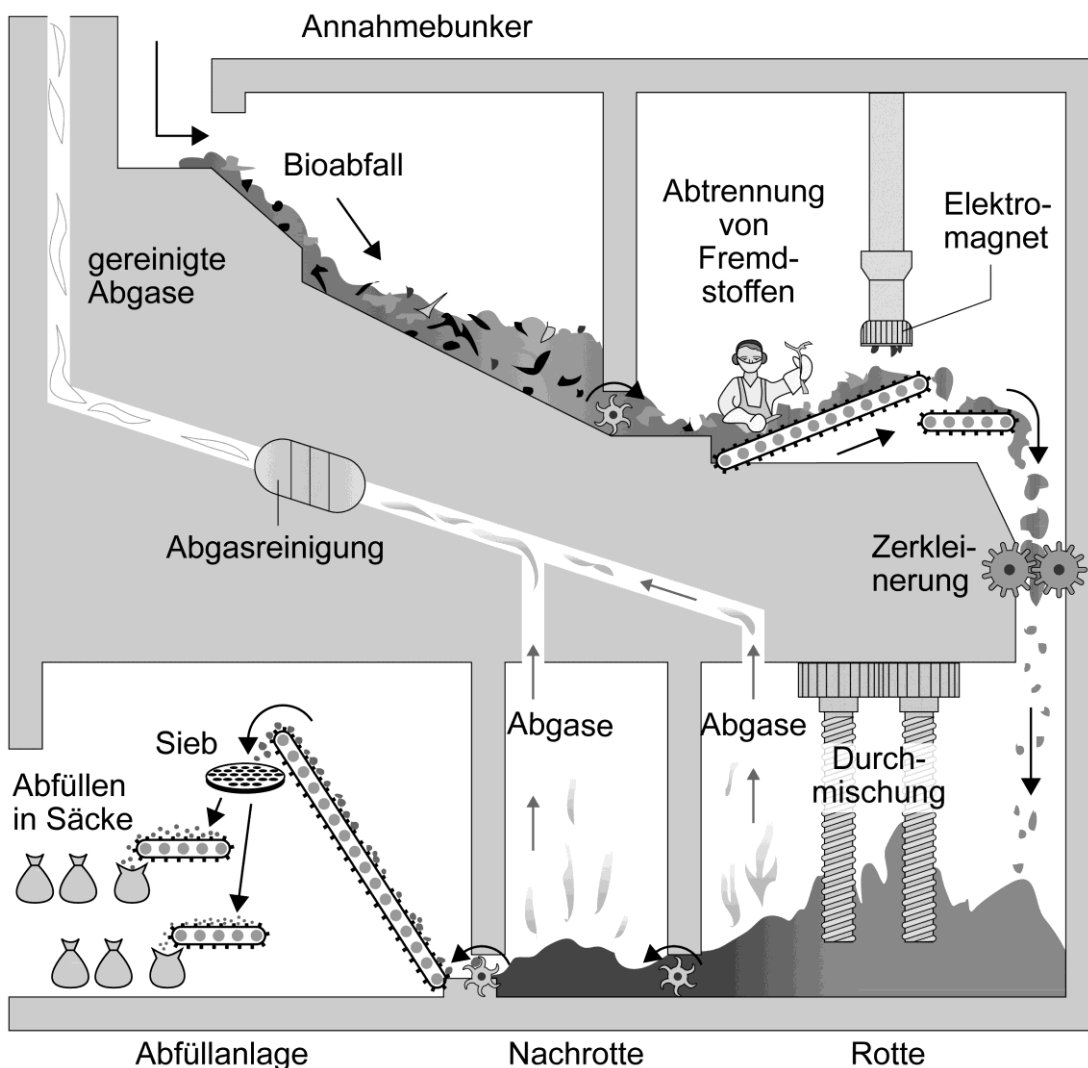 Annahmebunker
Bioabfall
Abtrennung
von
Fremd-
stoffen
Elektro-
magnet
gereinigte
Abgase
Abgasreinigung
Zerklei-
nerung
Abgase
Abgase
Durch-
mischung
Sieb
Abfüllen
in Säcke
Abfüllanlage
Nachrotte
Rotte